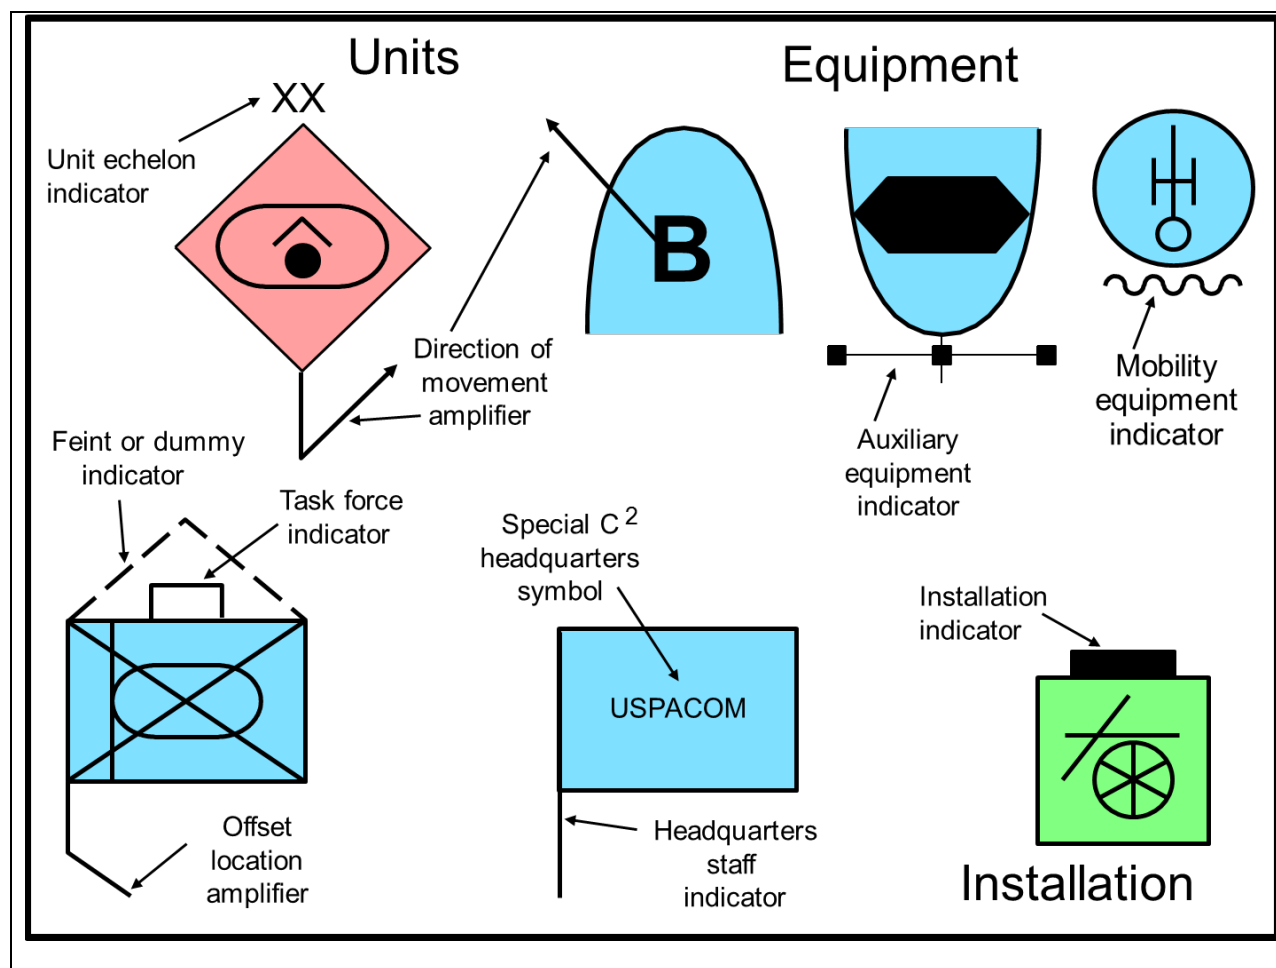 Units
Equipment
XX
Unit echelon
indicator
B
Direction of
movement
amplifier
Mobility
equipment
indicator
Auxiliary
equipment
indicator
Feint or dummy
indicator
Task force
indicator
Special C²
headquarters
symbol
Installation
indicator
USPACOM
Offset
location
amplifier
Headquarters
staff
indicator
Installation